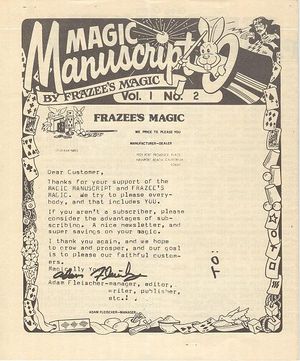 MAGIC
Manuscript
BY FRAZEE'S MAGIC VOL. 1 NO. 2
FRAZEE'S MAGIC
WE PRICE TO PLEASE YOU
MANUFACTURER—DEALER
Dear Customer,
Thanks for your support of the
MAGIC MANUSCRIPT and FRAZEE'S
MAGIC. We try to please every-
body, and that includes YOU.
If you aren't a subscriber, please
consider the advantages of sub-
scribing. A nice newsletter, and
super savings on your magic.
I thank you again, and we hope
to grow and prosper, and our goal
is to please our faithful custom-
ers.
Magically Yours,
Adam Fleischer-manager, editor,
writer, publisher,
etc.!
TO:
ADAM FLEISCHER—MANAGER